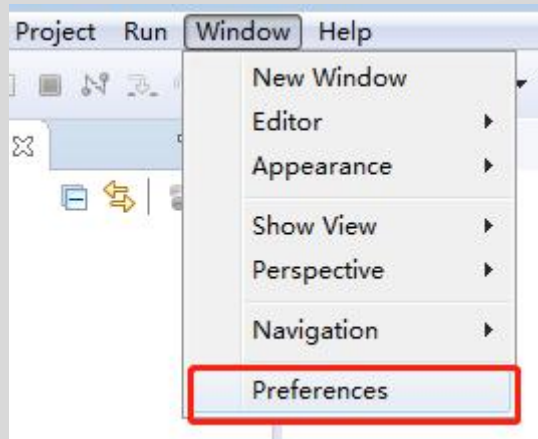 Project Run Window Help
New Window
Editor
Appearance
Show View
Perspective
Navigation
Preferences